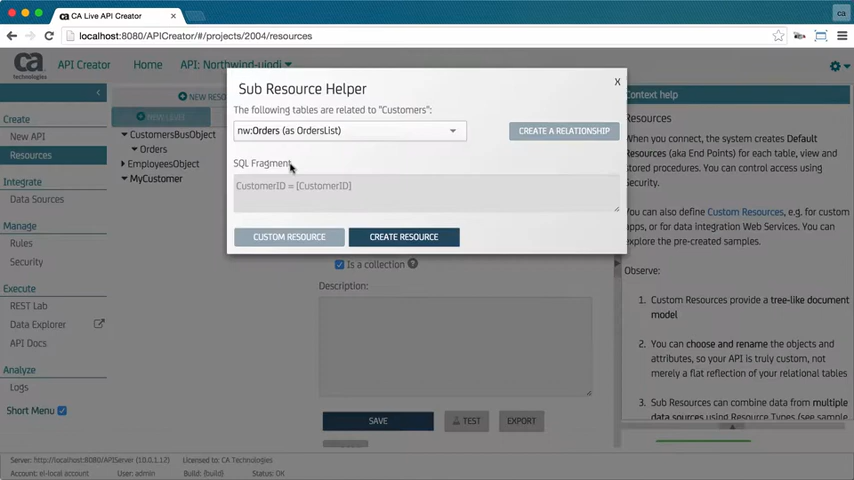 CA Live API Creator
ca
localhost:8080/APICreator/#/projects/2004/resources
ca
technologies
API Creator
Home
API: Northwind-uindi
Create
New API
Resources
Integrate
Data Sources
Manage
Rules
Security
Execute
REST Lab
Data Explorer
API Docs
Analyze
Logs
Short Menu
NEW RESO
CustomersBusObject
Orders
EmployeesObject
MyCustomer
Sub Resource Helper
X
The following tables are related to "Customers":
nw:Orders (as OrdersList)
CREATE A RELATIONSHIP
SQL Fragment
CustomerID = [CustomerID]
CUSTOM RESOURCE
CREATE RESOURCE
Is a collection
Description:
SAVE
TEST
EXPORT
Context help
Resources
When you connect, the system creates Default
Resources (aka End Points) for each table, view and
stored procedures. You can control access using
Security.
You can also define Custom Resources, e.g. for custom
apps, or for data integration Web Services. You can
explore the pre-created samples.
Observe:
1. Custom Resources provide a tree-like document
model
2. You can choose and rename the objects and
attributes, so your API is truly custom, not
merely a flat reflection of your relational tables
3. Sub Resources can combine data from multiple
data sources using Resource Types (see sample
Server: http://localhost:8080/APIServer (10.0.1.12)
Licensed to: CA Technologies
Account: el-local account
User: admin
Build: {build}
Status: OK